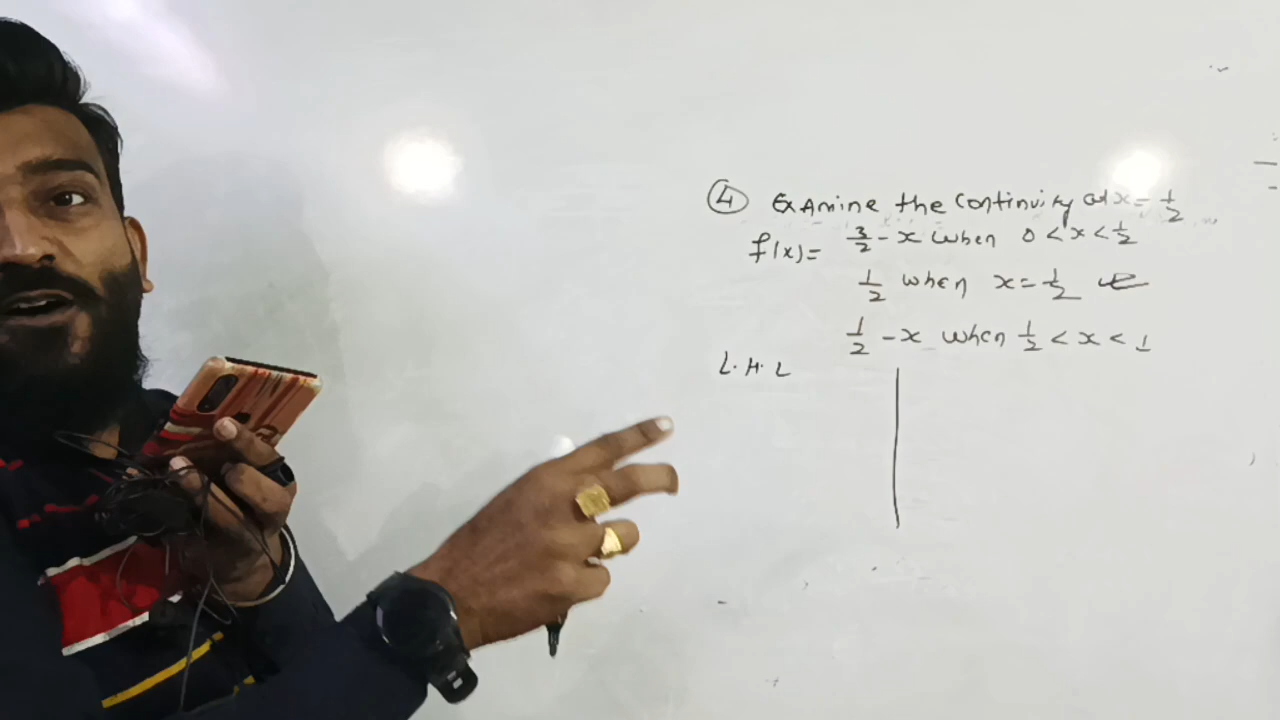 ④ Examine the continuity at x = 1/2
f(x) = 3/2 - x when 0 < x < 1/2
1/2 when x = 1/2
1/2 - x when 1/2 < x < 1
L.H.L